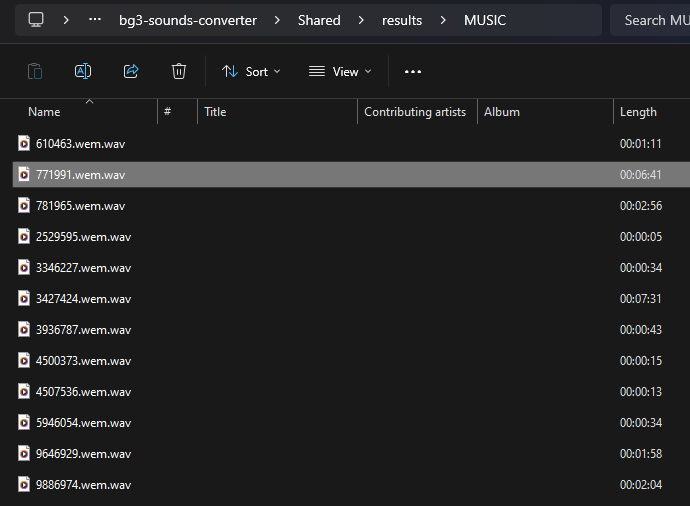 bg3-sounds-converter > Shared > results > MUSIC Search MU
Sort View
Name # Title Contributing artists Album Length
610463.wem.wav 00:01:11
771991.wem.wav 00:06:41
781965.wem.wav 00:02:56
2529595.wem.wav 00:00:05
3346227.wem.wav 00:00:34
3427424.wem.wav 00:07:31
3936787.wem.wav 00:00:43
4500373.wem.wav 00:00:15
4507536.wem.wav 00:00:13
5946054.wem.wav 00:00:34
9646929.wem.wav 00:01:58
9886974.wem.wav 00:02:04